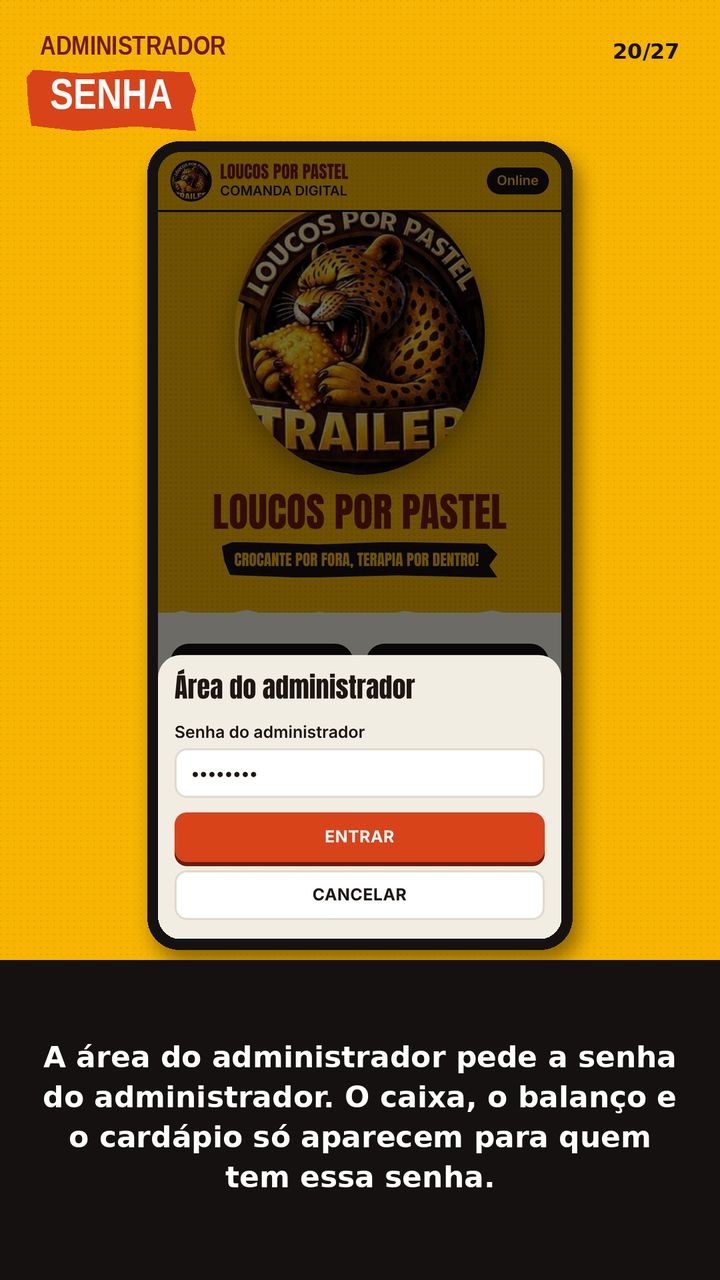 ADMINISTRADOR
20/27
SENHA
LOUCOS POR PASTEL
COMANDA DIGITAL
Online
LOUCOS POR PASTEL
TRAILER
LOUCOS POR PASTEL
CROCANTE POR FORA, TERAPIA POR DENTRO!
Área do administrador
Senha do administrador
••••••••
ENTRAR
CANCELAR
A área do administrador pede a senha
do administrador. O caixa, o balanço e
o cardápio só aparecem para quem
tem essa senha.